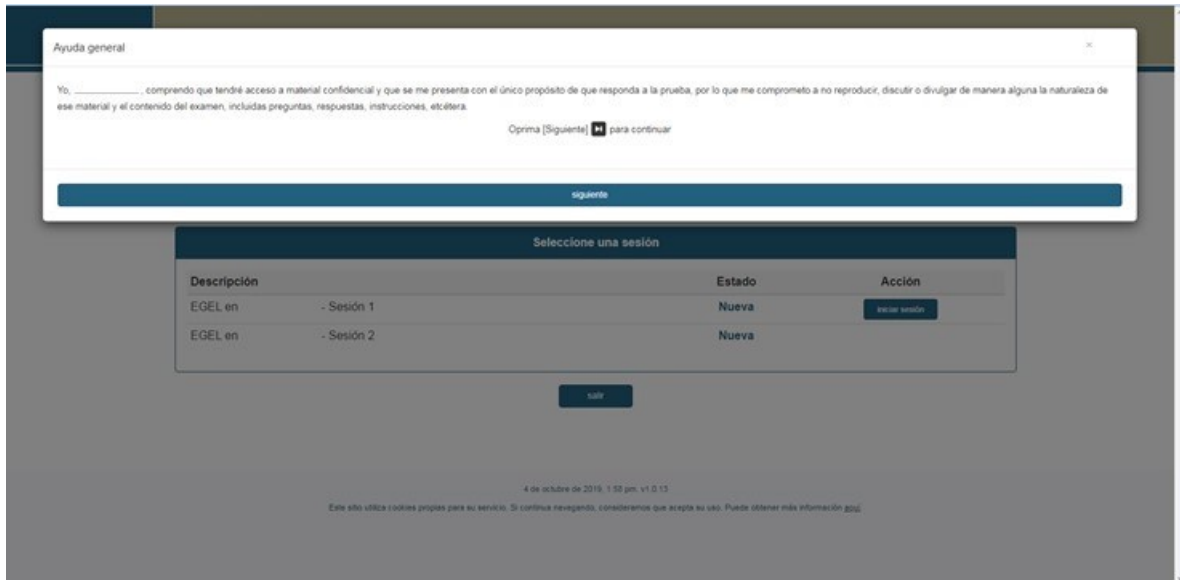 Ayuda general ×
Yo, ______________, comprendo que tendré acceso a material confidencial y que se me presenta con el único propósito de que responda a la prueba, por lo que me comprometo a no reproducir, discutir o divulgar de manera alguna la naturaleza de
ese material y el contenido del examen, incluidas preguntas, respuestas, instrucciones, etcétera.
Oprima [Siguiente] para continuar
siguiente
Seleccione una sesión
Descripción Estado Acción
EGEL en - Sesión 1 Nueva iniciar sesión
EGEL en - Sesión 2 Nueva
salir
4 de octubre de 2019, 1:58 pm. v1.0.13
Este sitio utiliza cookies propias para su servicio. Si continua navegando, consideramos que acepta su uso. Puede obtener más información aquí.